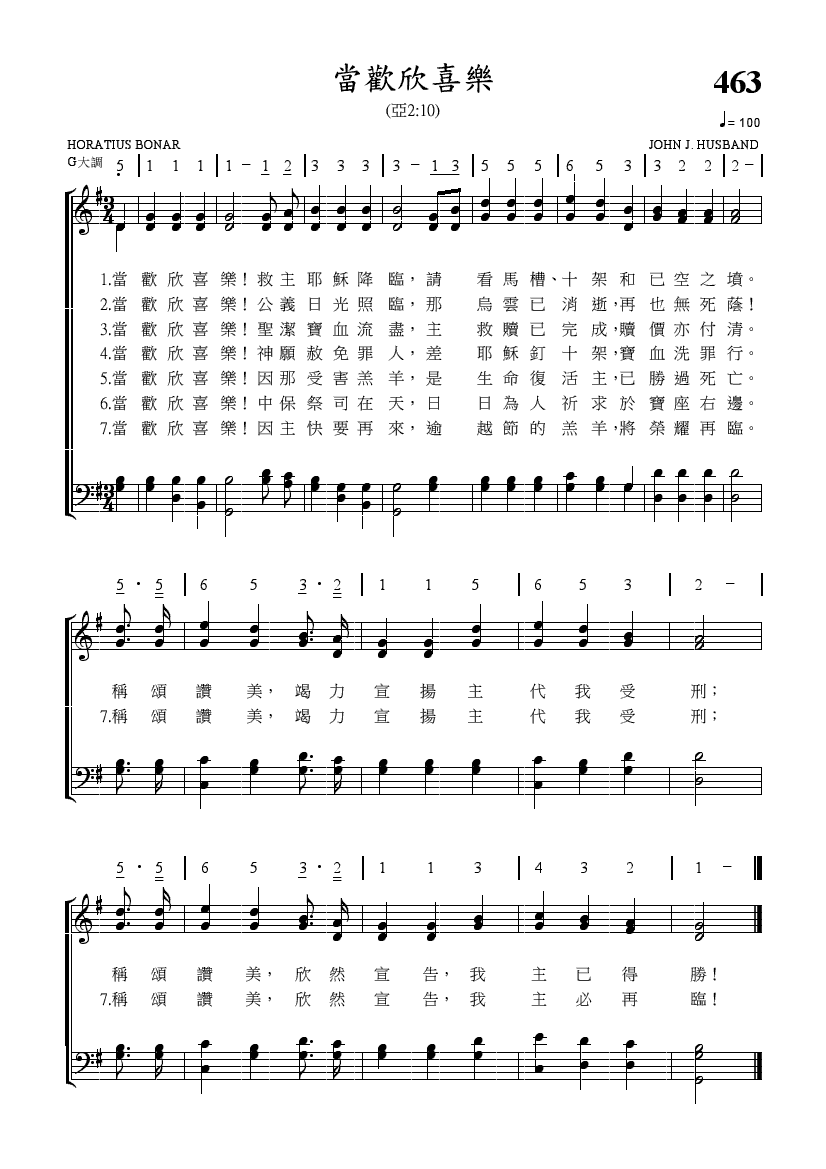 當歡欣喜樂
463
(亞2:10)
♩= 100
HORATIUS BONAR
JOHN J. HUSBAND
G大調 5 | 1 1 1 | 1 – 1 2 | 3 3 3 | 3 – 1 3 | 5 5 5 | 6 5 3 | 3 2 2 | 2 – |
3/4
1.當 歡欣喜樂！救主耶穌降臨，請 看馬槽、十架和已空之墳。
2.當 歡欣喜樂！公義日光照臨，那 烏雲已消逝，再也無死蔭！
3.當 歡欣喜樂！聖潔寶血流盡，主 救贖已完成，贖價亦付清。
4.當 歡欣喜樂！神願赦免罪人，差 耶穌釘十架，寶血洗罪行。
5.當 歡欣喜樂！因那受害羔羊，是 生命復活主，已勝過死亡。
6.當 歡欣喜樂！中保祭司在天，日 日為人祈求於寶座右邊。
7.當 歡欣喜樂！因主快要再來，逾 越節的羔羊，將榮耀再臨。
3/4
5 · 5 | 6 5 3 · 2 | 1 1 5 | 6 5 3 | 2 – |
稱頌讚美，竭力宣揚主代我受刑；
7.稱頌讚美，竭力宣揚主代我受刑；
5 · 5 | 6 5 3 · 2 | 1 1 3 | 4 3 2 | 1 – |
稱頌讚美，欣然宣告，我主已得勝！
7.稱頌讚美，欣然宣告，我主必再臨！